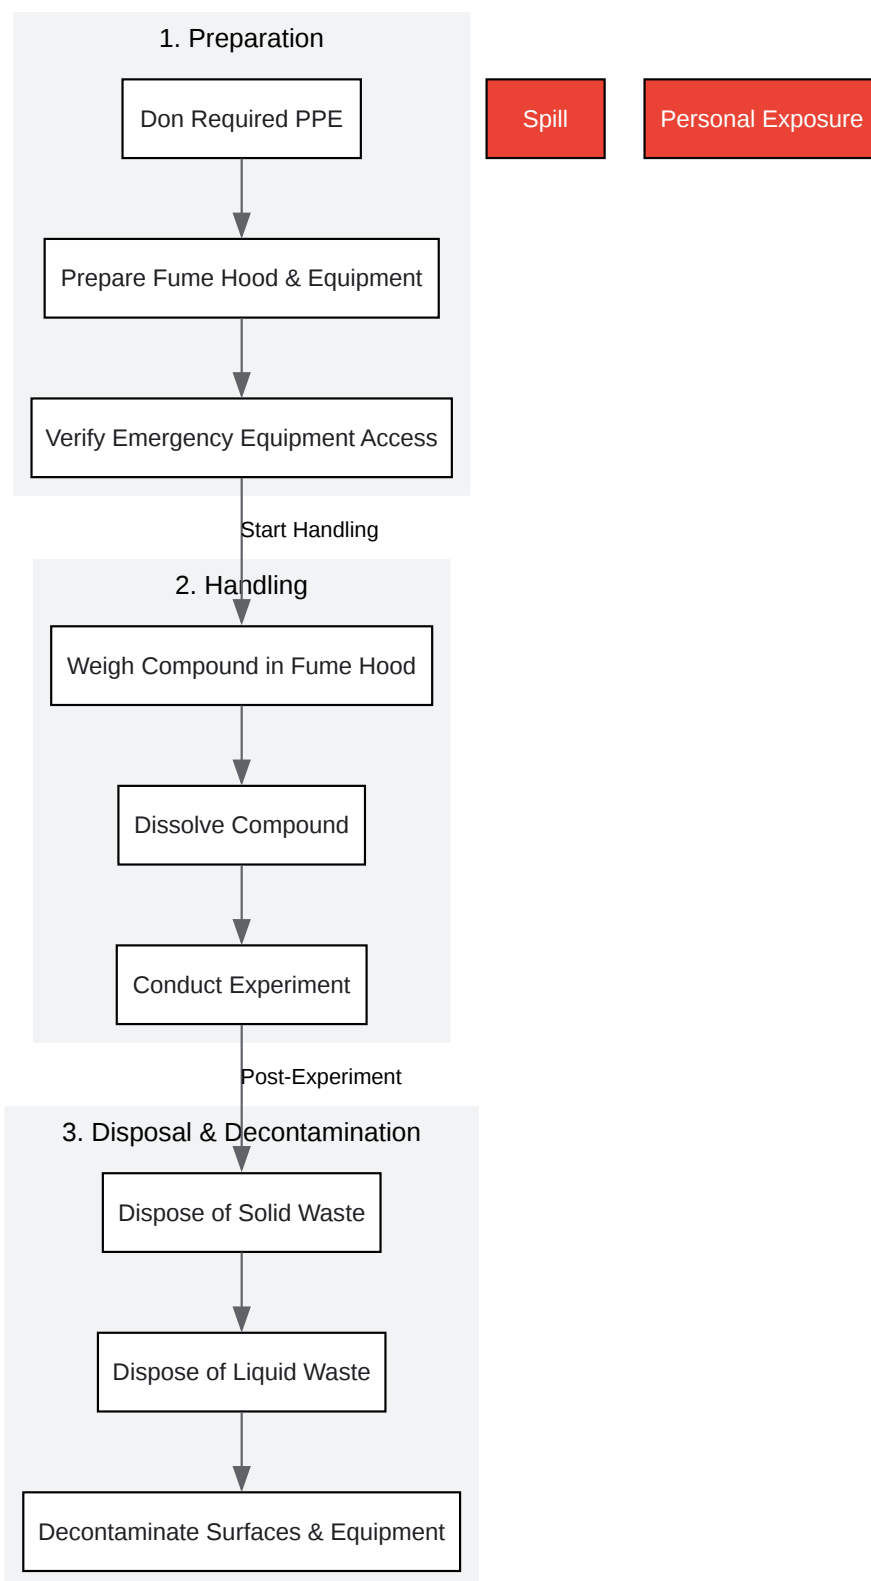 1. Preparation
Don Required PPE
Spill
Personal Exposure
Prepare Fume Hood & Equipment
Verify Emergency Equipment Access
Start Handling
2. Handling
Weigh Compound in Fume Hood
Dissolve Compound
Conduct Experiment
Post-Experiment
3. Disposal & Decontamination
Dispose of Solid Waste
Dispose of Liquid Waste
Decontaminate Surfaces & Equipment